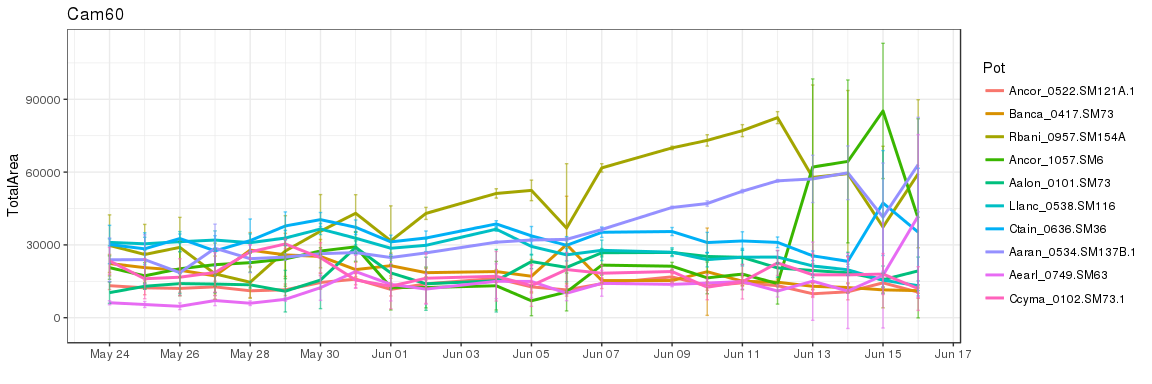 Cam60
TotalArea
90000
60000
30000
0
May 24 May 26 May 28 May 30 Jun 01 Jun 03 Jun 05 Jun 07 Jun 09 Jun 11 Jun 13 Jun 15 Jun 17
Pot
Ancor_0522.SM121A.1
Banca_0417.SM73
Rbani_0957.SM154A
Ancor_1057.SM6
Aalon_0101.SM73
Llanc_0538.SM116
Ctain_0636.SM36
Aaran_0534.SM137B.1
Aearl_0749.SM63
Ccyma_0102.SM73.1